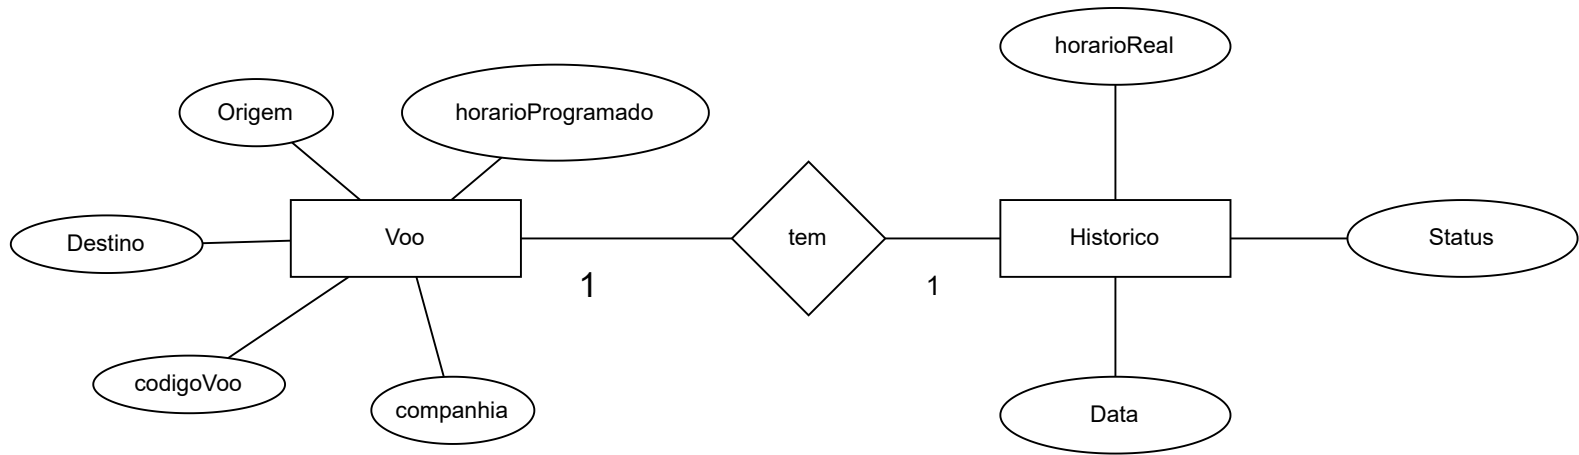 horarioReal
Origem
horarioProgramado
Destino
Voo
tem
Historico
Status
1
1
codigoVoo
companhia
Data